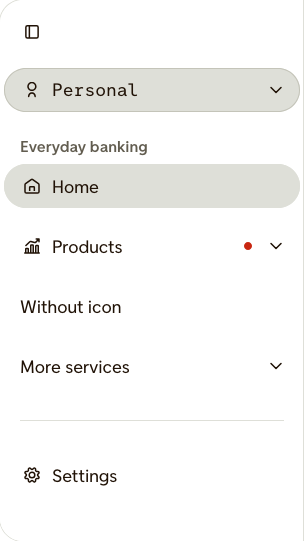 Personal
Everyday banking
Home
Products
Without icon
More services
Settings